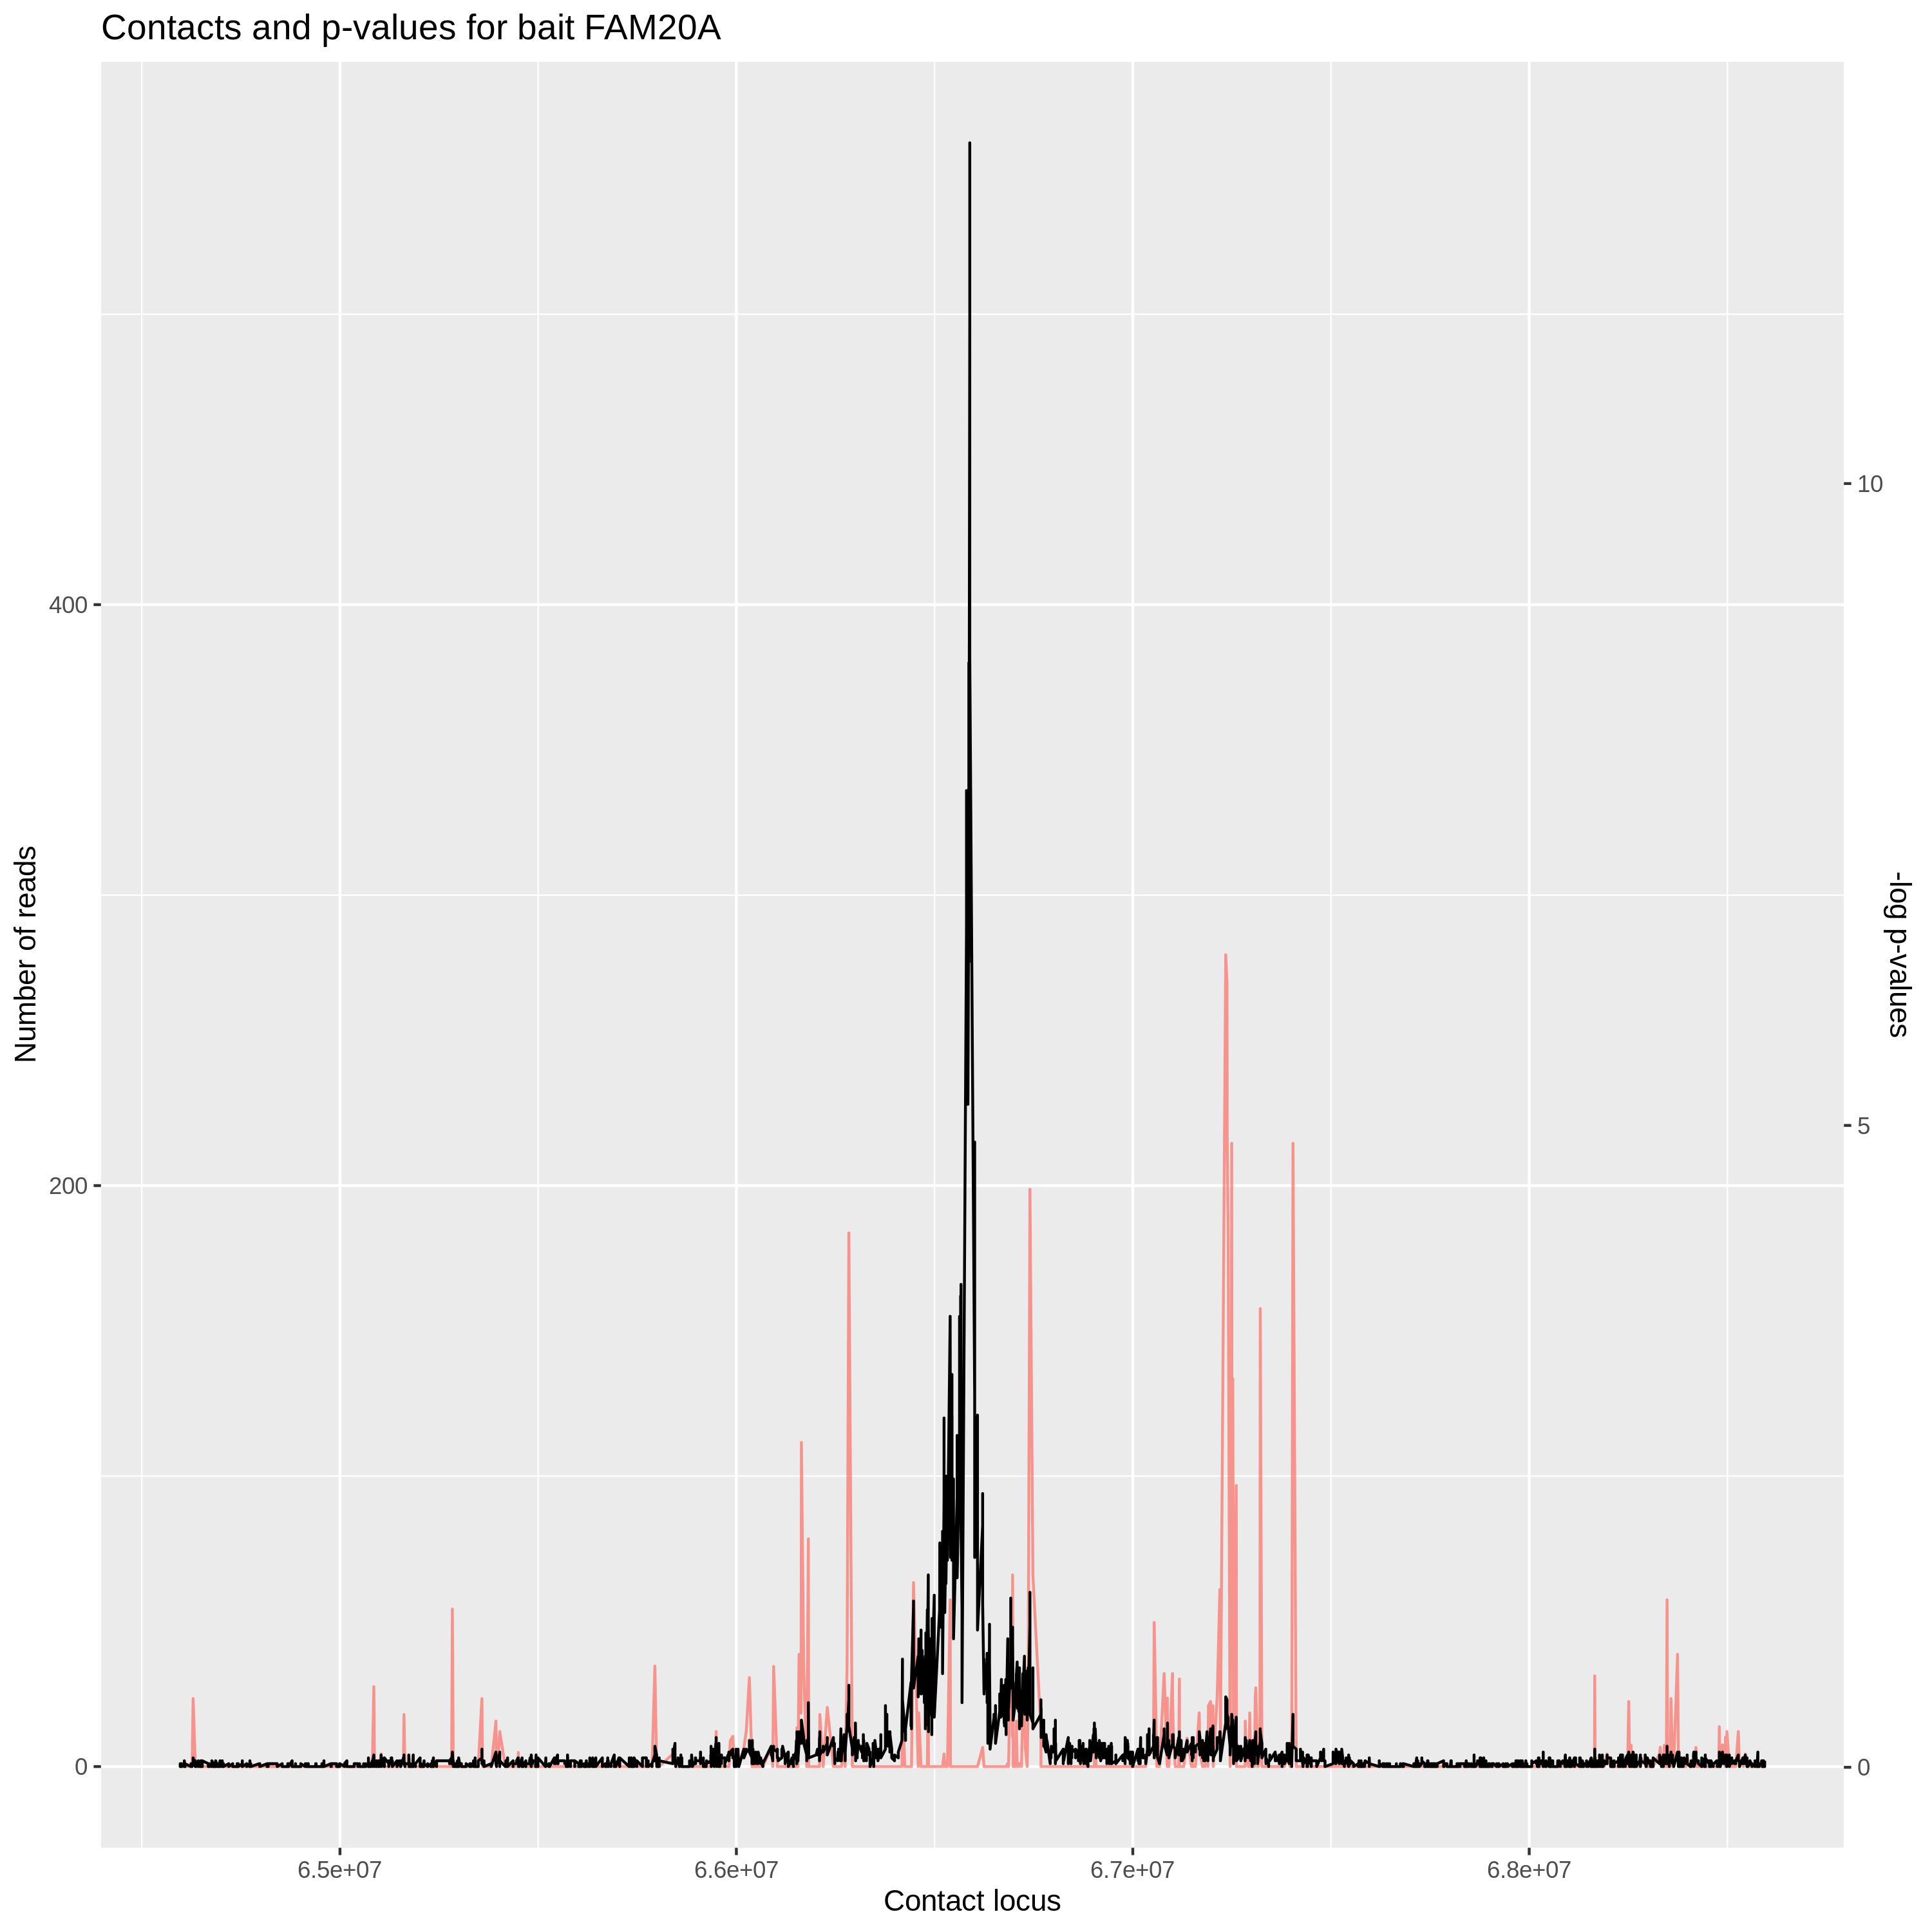 Contacts and p-values for bait FAM20A
Number of reads
400
200
0
10
5
0
-log p-values
6.5e+07
6.6e+07
6.7e+07
6.8e+07
Contact locus